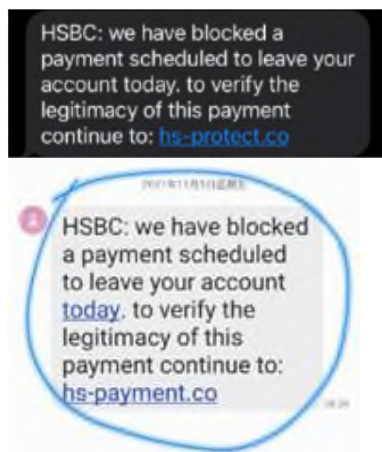 HSBC: we have blocked a
payment scheduled to leave your
account today. to verify the
legitimacy of this payment
continue to: hs-protect.co
HSBC: we have blocked
a payment scheduled
to leave your account
today. to verify the
legitimacy of this
payment continue to:
hs-payment.co